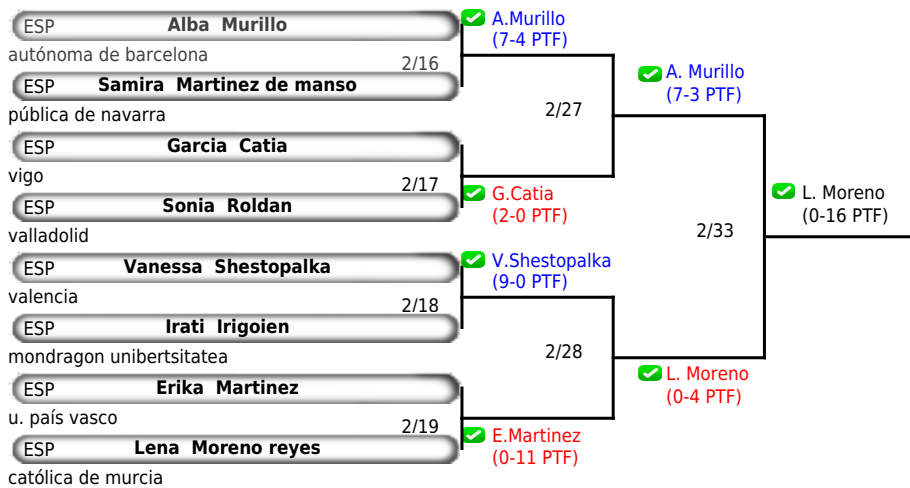 ESP Alba Murillo
autónoma de barcelona
2/16
ESP Samira Martinez de manso
pública de navarra
ESP Garcia Catia
vigo
2/17
ESP Sonia Roldan
valladolid
ESP Vanessa Shestopalka
valencia
2/18
ESP Irati Irigoien
mondragon unibertsitatea
ESP Erika Martinez
u. país vasco
2/19
ESP Lena Moreno reyes
católica de murcia
A.Murillo
(7-4 PTF)
2/27
G.Catia
(2-0 PTF)
V.Shestopalka
(9-0 PTF)
2/28
E.Martinez
(0-11 PTF)
A. Murillo
(7-3 PTF)
2/33
L. Moreno
(0-4 PTF)
L. Moreno
(0-16 PTF)